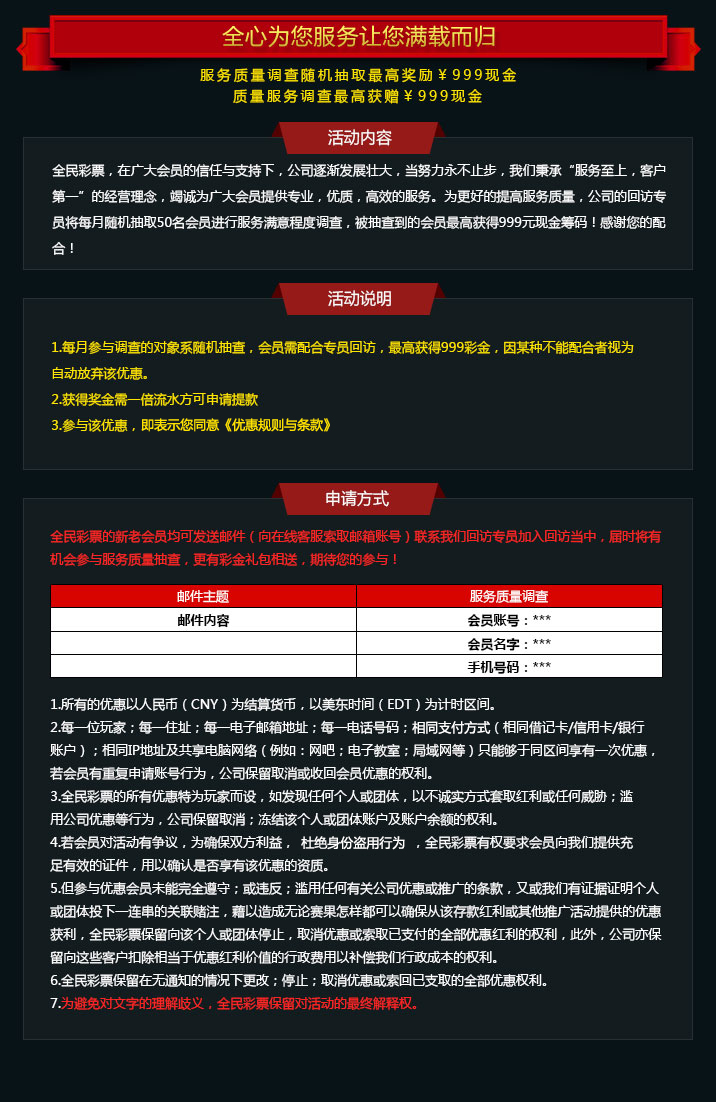 全心为您服务让您满载而归
服务质量调查随机抽取最高奖励￥999现金
质量服务调查最高获赠￥999现金
活动内容
全民彩票，在广大会员的信任与支持下，公司逐渐发展壮大，当努力永不止步，我们秉承“服务至上，客户
第一”的经营理念，竭诚为广大会员提供专业，优质，高效的服务。为更好的提高服务质量，公司的回访专
员将每月随机抽取50名会员进行服务满意程度调查，被抽查到的会员最高获得999元现金筹码！感谢您的配
合！
活动说明
1.每月参与调查的对象系随机抽查，会员需配合专员回访，最高获得999彩金，因某种不能配合者视为
自动放弃该优惠。
2.获得奖金需一倍流水方可申请提款
3.参与该优惠，即表示您同意《优惠规则与条款》
申请方式
全民彩票的新老会员均可发送邮件（向在线客服索取邮箱账号）联系我们回访专员加入回访当中，届时将有
机会参与服务质量抽查，更有彩金礼包相送，期待您的参与！
邮件主题 服务质量调查
邮件内容 会员账号：***
会员名字：***
手机号码：***
1.所有的优惠以人民币（CNY）为结算货币，以美东时间（EDT）为计时区间。
2.每一位玩家；每一住址；每一电子邮箱地址；每一电话号码；相同支付方式（相同借记卡/信用卡/银行
账户）；相同IP地址及共享电脑网络（例如：网吧；电子教室；局域网等）只能够于同区间享有一次优惠，
若会员有重复申请账号行为，公司保留取消或收回会员优惠的权利。
3.全民彩票的所有优惠特为玩家而设，如发现任何个人或团体，以不诚实方式套取红利或任何威胁；滥
用公司优惠等行为，公司保留取消；冻结该个人或团体账户及账户余额的权利。
4.若会员对活动有争议，为确保双方利益， 杜绝身份盗用行为 ，全民彩票有权要求会员向我们提供充
足有效的证件，用以确认是否享有该优惠的资质。
5.但参与优惠会员未能完全遵守；或违反；滥用任何有关公司优惠或推广的条款，又或我们有证据证明个人
或团体投下一连串的关联赌注，藉以造成无论赛果怎样都可以确保从该存款红利或其他推广活动提供的优惠
获利，全民彩票保留向该个人或团体停止，取消优惠或索取已支付的全部优惠红利的权利，此外，公司亦保
留向这些客户扣除相当于优惠红利价值的行政费用以补偿我们行政成本的权利。
6.全民彩票保留在无通知的情况下更改；停止；取消优惠或索回已支取的全部优惠权利。
7.为避免对文字的理解歧义，全民彩票保留对活动的最终解释权。